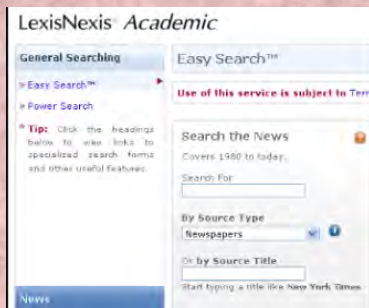 LexisNexis® Academic
General Searching
Easy Search™
Power Search
Tip: Click the headings
below to view links to
specialized search forms
and other useful features.
News
Easy Search™
Use of this service is subject to Ter
Search the News
Covers 1980 to today.
Search For
By Source Type
Newspapers
Or by Source Title
Start typing a title like New York Times